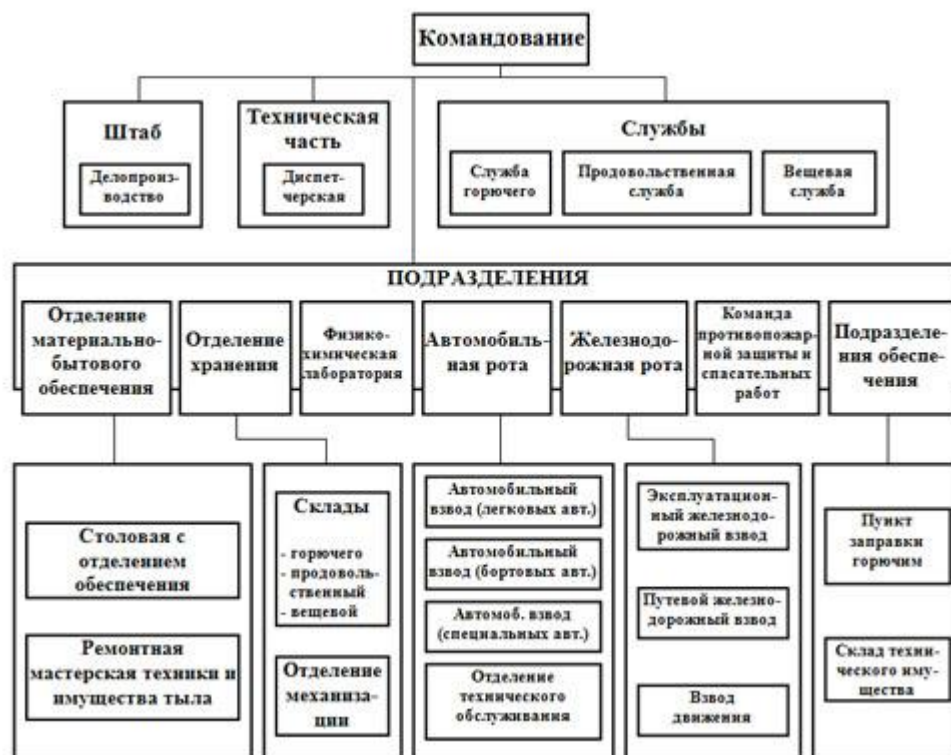 Командование
Штаб
Делопроиз-
водство
Техническая
часть
Диспет-
черская
Службы
Служба
горючего
Продовольственная
служба
Вещевая
служба
ПОДРАЗДЕЛЕНИЯ
Отделение
материально-
бытового
обеспечения
Отделение
хранения
Физико-
химическая
лаборатория
Автомобиль-
ная рота
Железнодо-
рожная рота
Команда
противопожар-
ной защиты и
спасательных
работ
Подразделе-
ния обеспе-
чения
Столовая с
отделением
обеспечения
Ремонтная
мастерская техники и
имущества тыла
Склады
- горючего
- продоволь-
ственный
- вещевой
Отделение
механиза-
ции
Автомобильный
взвод (легковых авт.)
Автомобильный
взвод (бортовых авт.)
Автомоб. взвод
(специальных авт.)
Отделение
технического
обслуживания
Эксплуатацион-
ный железнодо-
рожный взвод
Путевой железно-
дорожный взвод
Взвод
движения
Пункт
заправки
горючим
Склад техни-
ческого иму-
щества